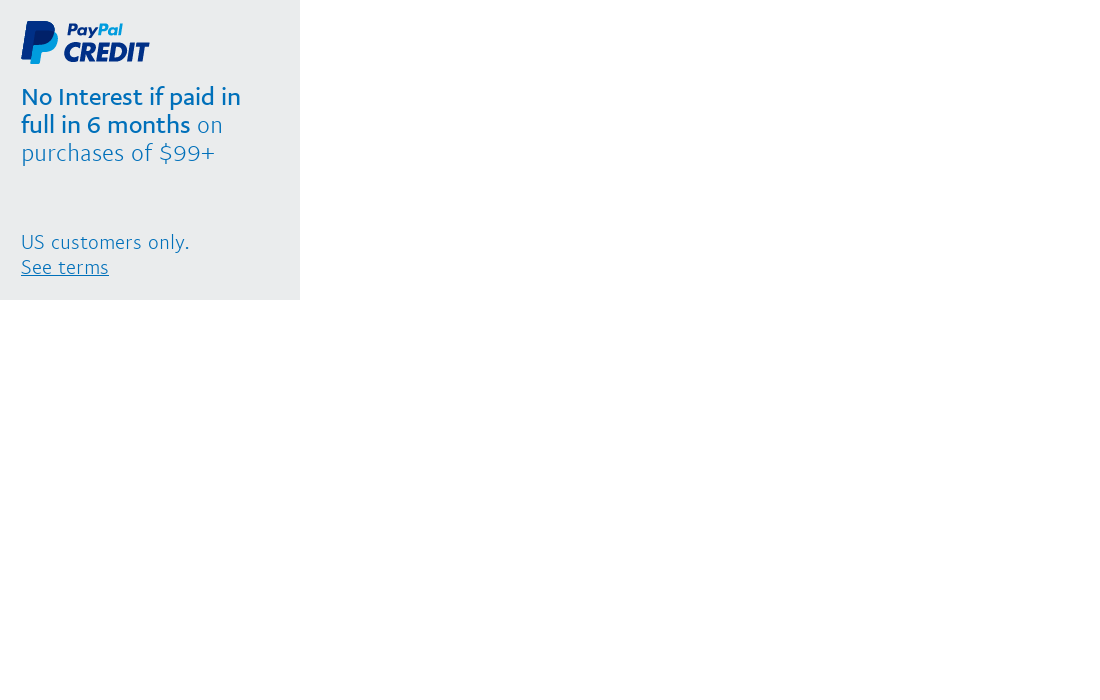 PayPal
CREDIT
No Interest if paid in
full in 6 months on
purchases of $99+
US customers only.
See terms